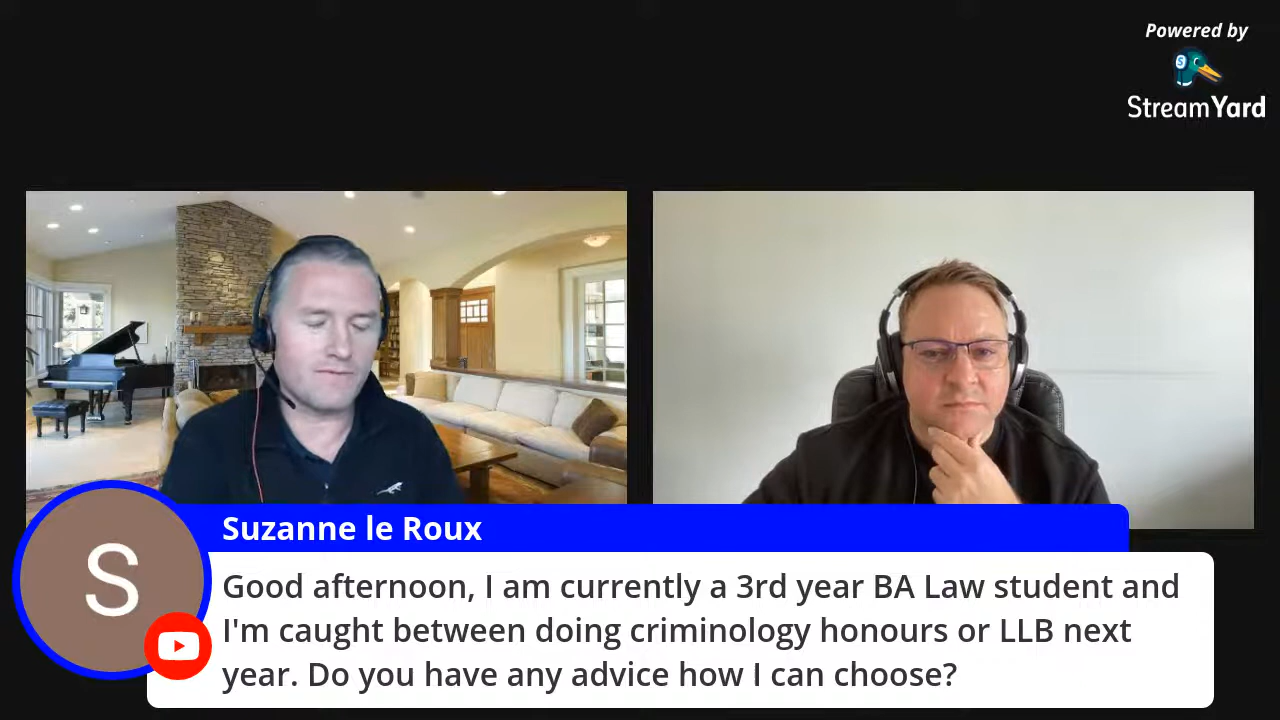 Powered by
StreamYard
Suzanne le Roux
S
Good afternoon, I am currently a 3rd year BA Law student and
I'm caught between doing criminology honours or LLB next
year. Do you have any advice how I can choose?